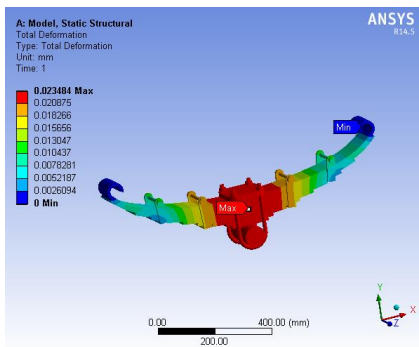 A: Model, Static Structural
Total Deformation
Type: Total Deformation
Unit: mm
Time: 1
ANSYS
R14.5
0.023484 Max
0.020875
0.018266
0.015656
0.013047
0.010437
0.0078281
0.0052187
0.0026094
0 Min
Min
Max
Y
X
Z
0.00
400.00 (mm)
200.00